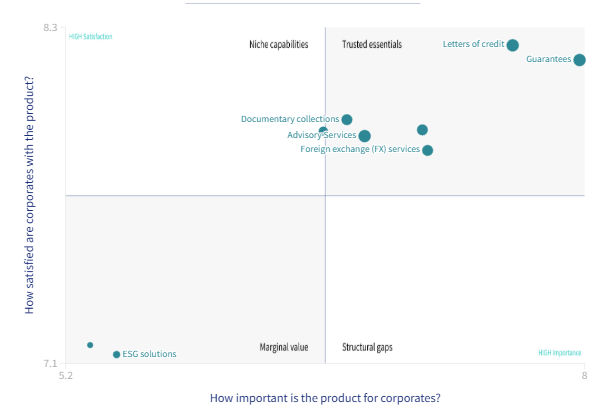 8.3
HIGH Satisfaction
Niche capabilities
Trusted essentials
Letters of credit
Guarantees
Documentary collections
Advisory Services
Foreign exchange (FX) services
How satisfied are corporates with the product?
ESG solutions
Marginal value
Structural gaps
HIGH Importance
7.1
5.2
8
How important is the product for corporates?